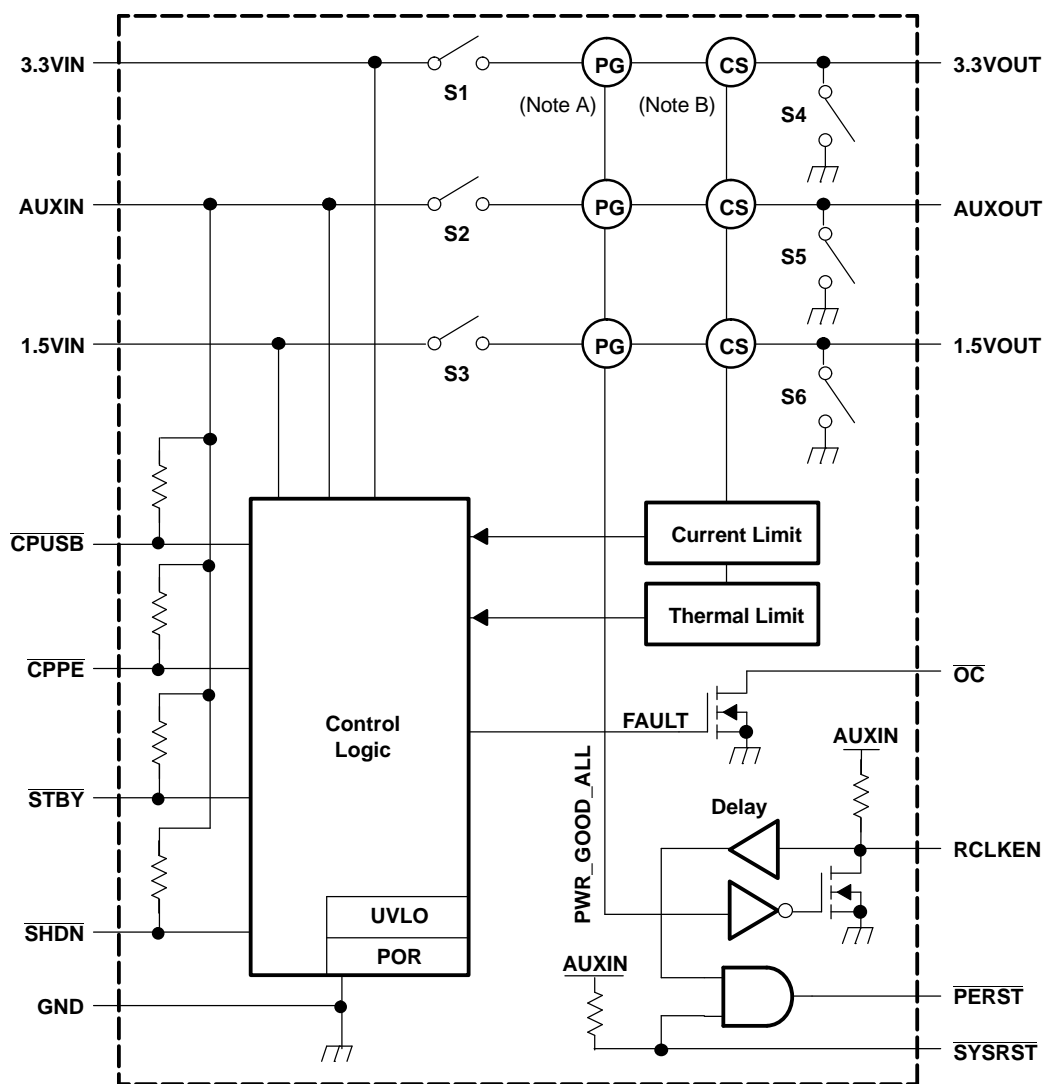 3.3VIN
S1
PG
CS
3.3VOUT
(Note A)
(Note B)
S4
AUXIN
S2
PG
CS
AUXOUT
S5
1.5VIN
S3
PG
CS
1.5VOUT
S6
CPUSB
CPPE
STBY
SHDN
GND
Control
Logic
UVLO
POR
Current Limit
Thermal Limit
FAULT
OC
PWR_GOOD_ALL
AUXIN
Delay
RCLKEN
AUXIN
PERST
SYSRST